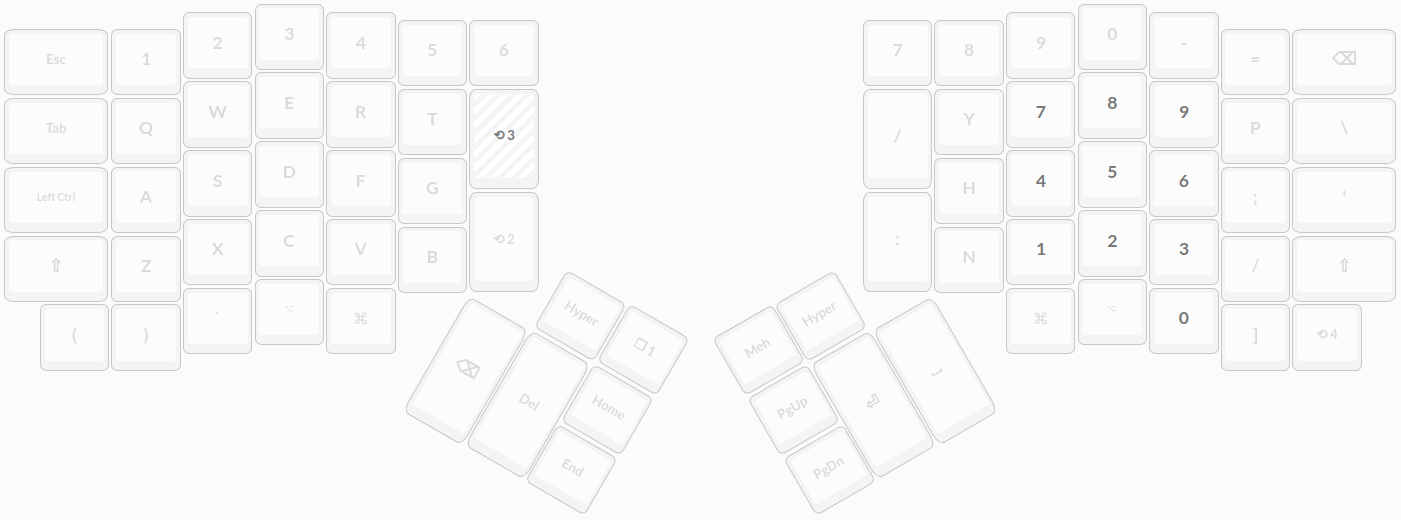 Esc 1 2 3 4 5 6
Tab Q W E R T ⟲ 3
Left Ctrl A S D F G
⇧ Z X C V B ⟲ 2
( ) ` ⌥ ⌘
Hyper ❐ 1
⌫ Del Home
End
7 8 9 0 - = ⌫
/ Y 7 8 9 P \
H 4 5 6 ; '
: N 1 2 3 / ⇧
⌘ ⌥ 0 ] ⟲ 4
Meh Hyper
PgUp ⏎ ⎵
PgDn